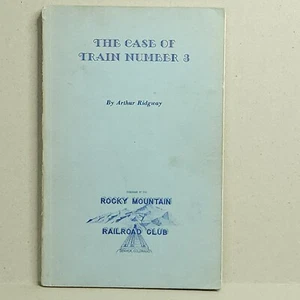 THE CASE OF
TRAIN NUMBER 3
By Arthur Ridgway
ROCKY MOUNTAIN
RAILROAD CLUB